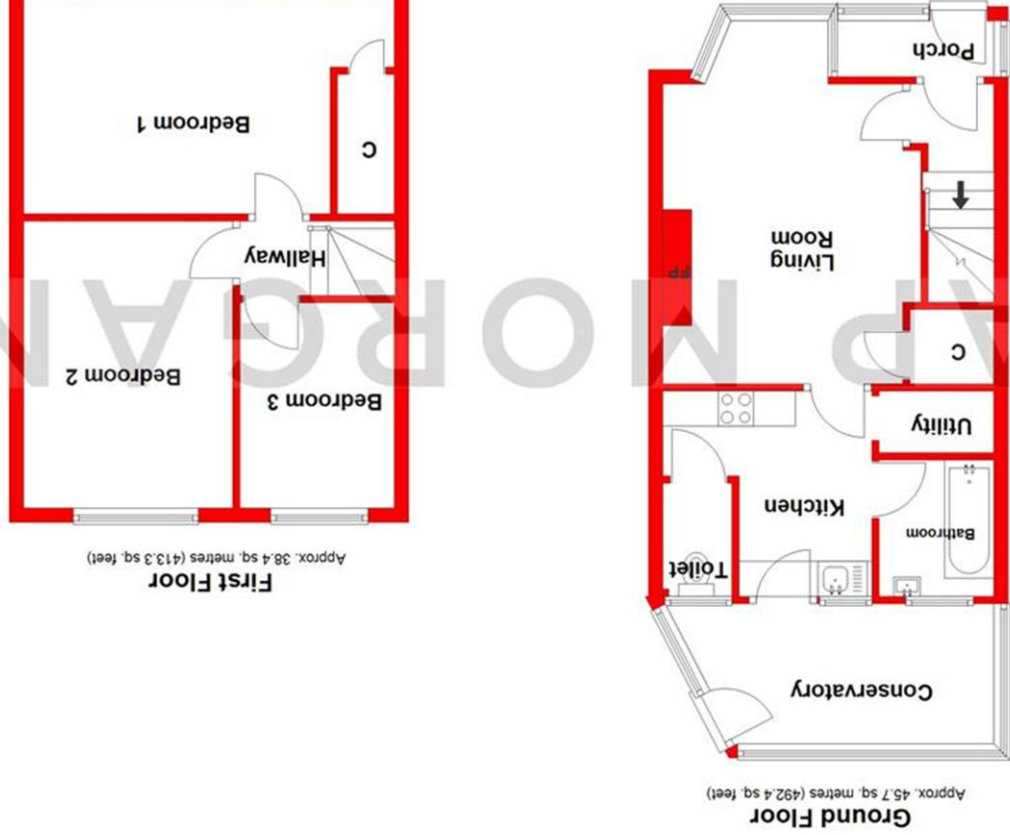 Ground Floor
Approx. 45.7 sq. metres (492.4 sq. feet)
Conservatory
Bathroom
Kitchen
Toilet
Utility
C
Living
Room
FP
Porch
First Floor
Approx. 38.4 sq. metres (413.3 sq. feet)
Bedroom 3
Bedroom 2
Hallway
C
Bedroom 1
AP MORGAN